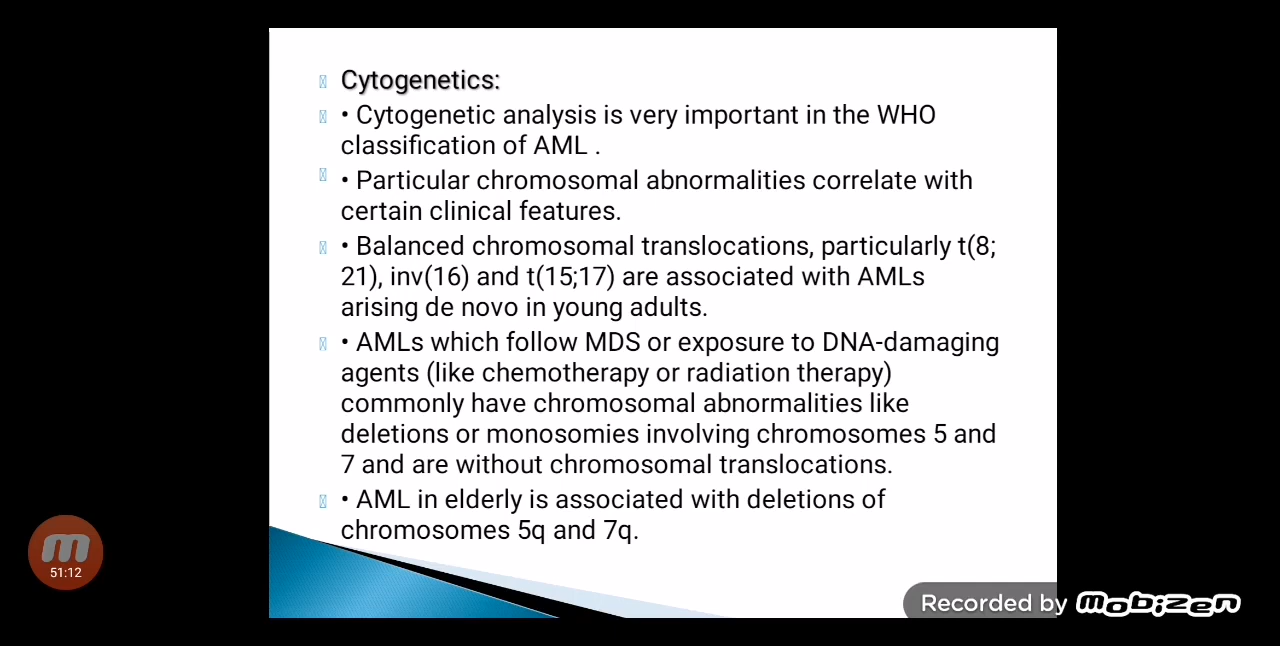 Cytogenetics:
• Cytogenetic analysis is very important in the WHO
classification of AML .
• Particular chromosomal abnormalities correlate with
certain clinical features.
• Balanced chromosomal translocations, particularly t(8;
21), inv(16) and t(15;17) are associated with AMLs
arising de novo in young adults.
• AMLs which follow MDS or exposure to DNA-damaging
agents (like chemotherapy or radiation therapy)
commonly have chromosomal abnormalities like
deletions or monosomies involving chromosomes 5 and
7 and are without chromosomal translocations.
• AML in elderly is associated with deletions of
chromosomes 5q and 7q.
m
51:12
Recorded by mobizen